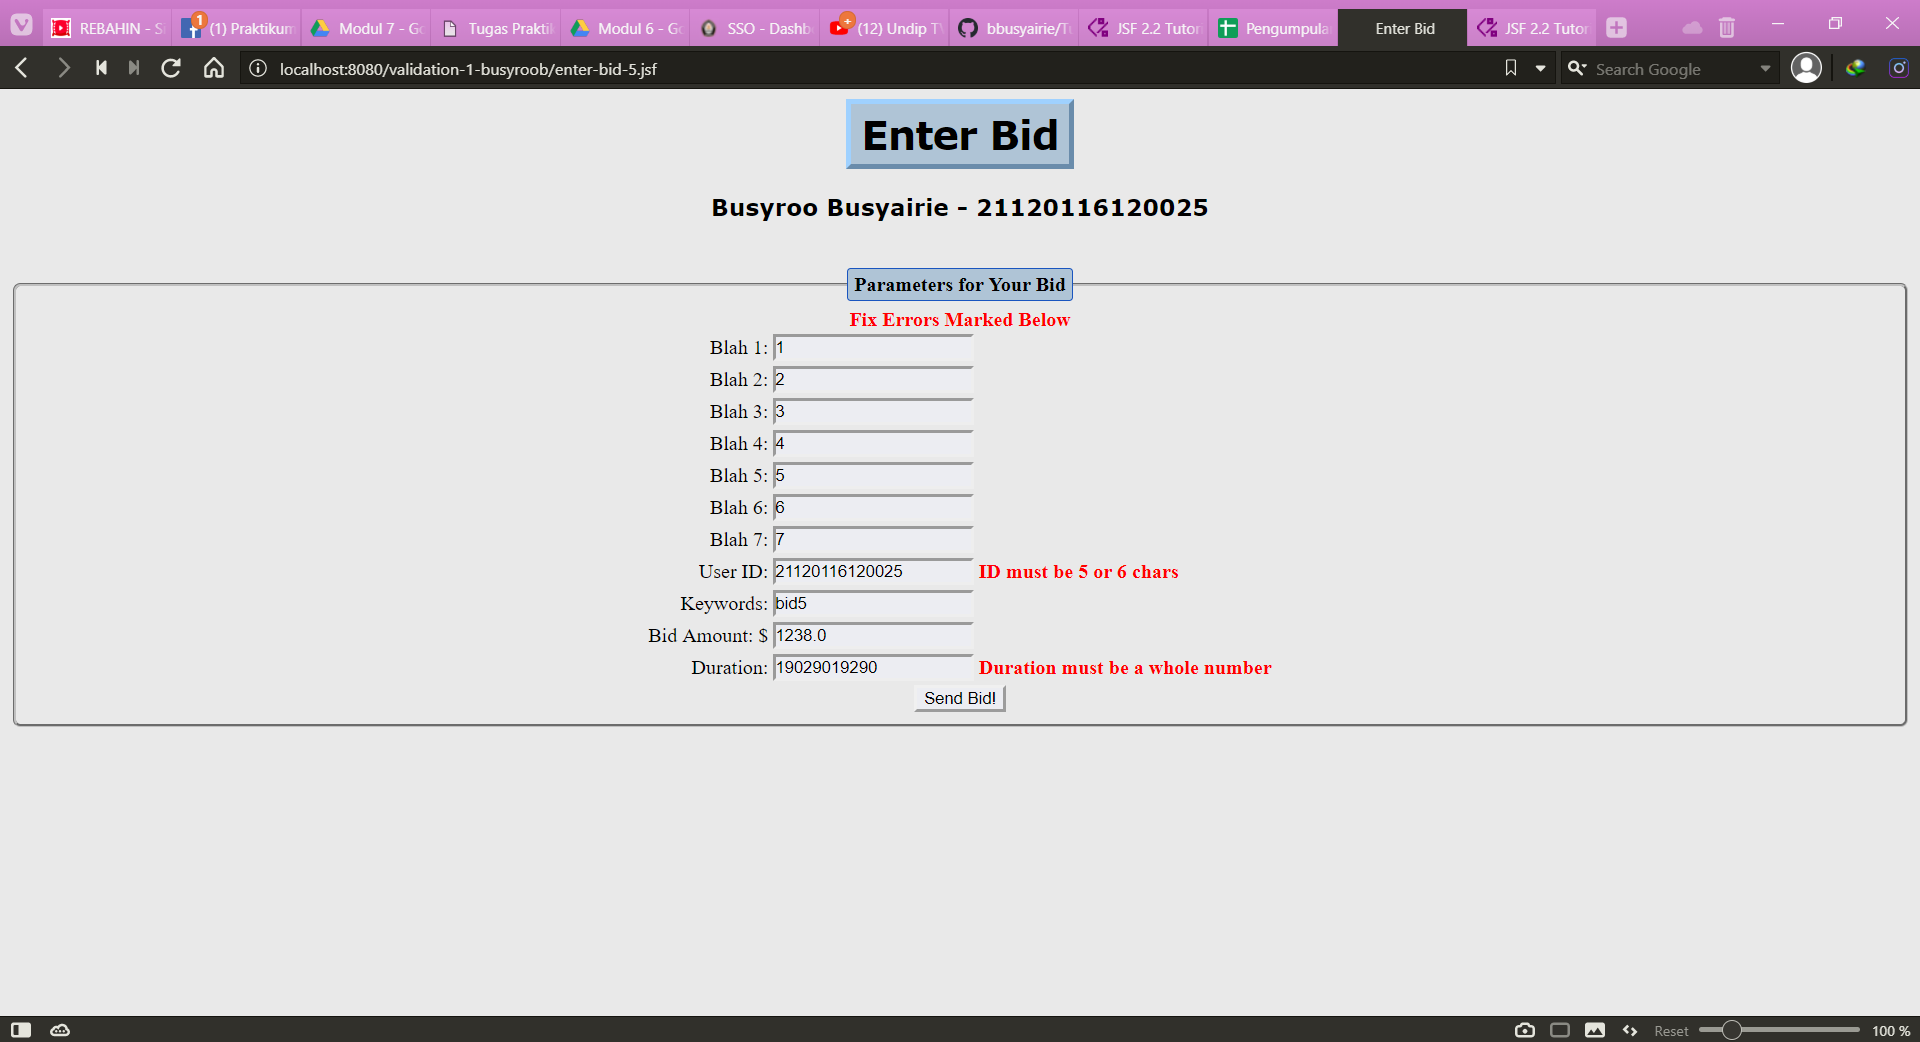 REBAHIN - S
1
(1) Praktikum
Modul 7 - Go
Tugas Prakti
Modul 6 - Go
SSO - Dashb
(12) Undip T
bbusyairie/T
JSF 2.2 Tutor
Pengumpula
Enter Bid
JSF 2.2 Tutor
localhost:8080/validation-1-busyroob/enter-bid-5.jsf
Search Google
Enter Bid
Busyroo Busyairie - 21120116120025
Parameters for Your Bid
Fix Errors Marked Below
Blah 1: 1
Blah 2: 2
Blah 3: 3
Blah 4: 4
Blah 5: 5
Blah 6: 6
Blah 7: 7
User ID: 21120116120025 ID must be 5 or 6 chars
Keywords: bid5
Bid Amount: $ 1238.0
Duration: 19029019290 Duration must be a whole number
Send Bid!
Reset
100 %